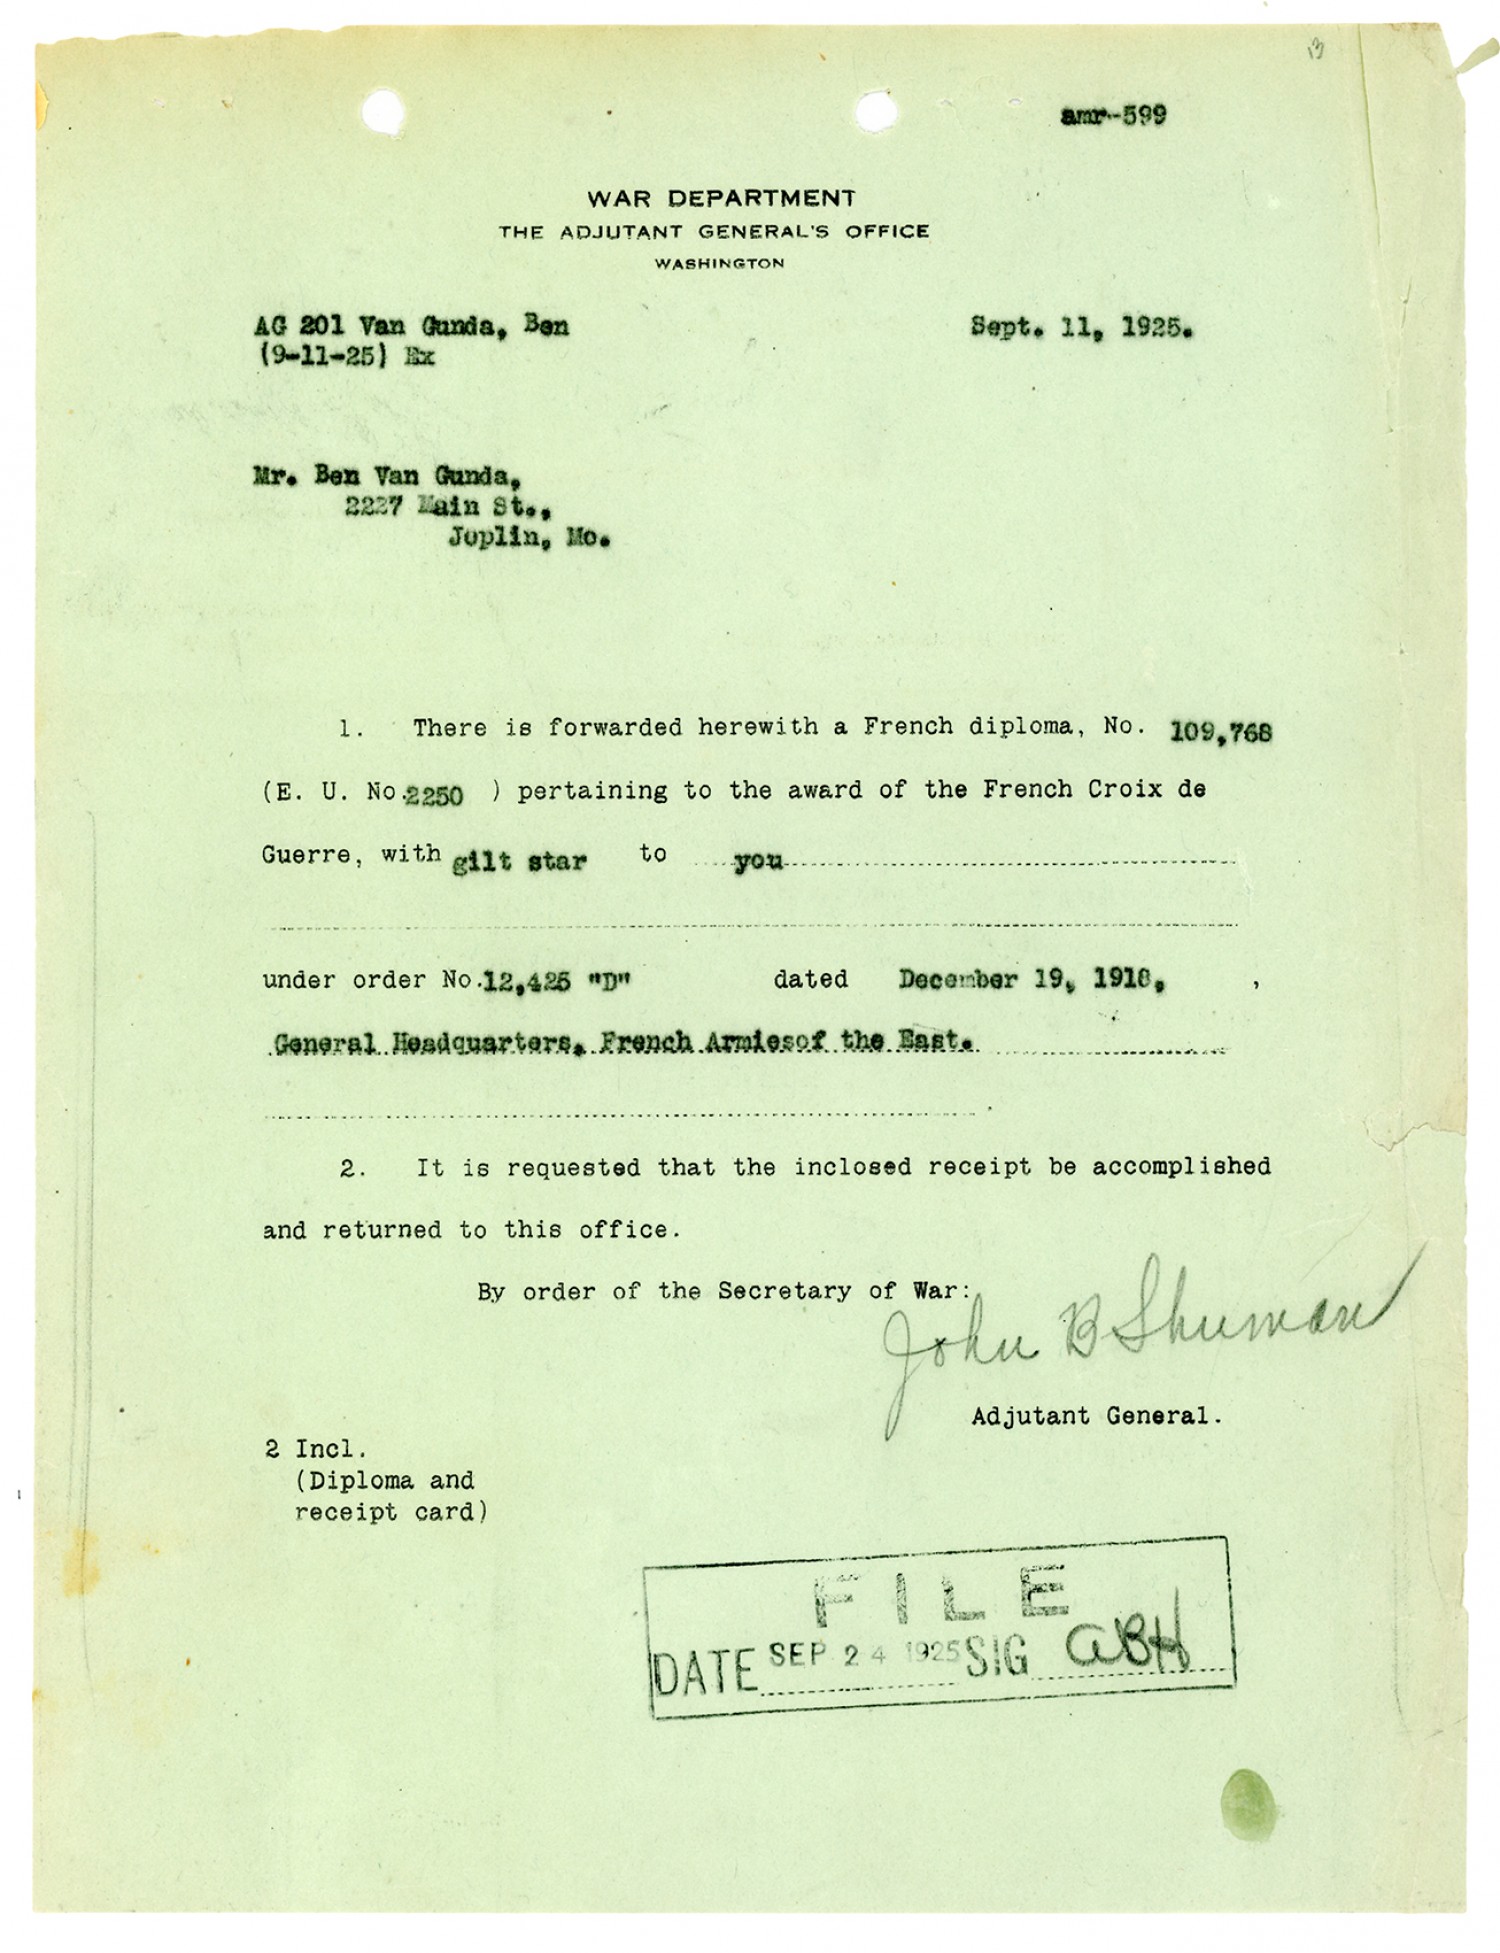 amr-599
WAR DEPARTMENT
THE ADJUTANT GENERAL'S OFFICE
WASHINGTON
AG 201 Van Gunda, Ben
Sept. 11, 1925.
(9-11-25) Ex
Mr. Ben Van Gunda,
2227 Main St.,
Joplin, Mo.
1. There is forwarded herewith a French diploma, No. 109,768
(E. U. No.2250 ) pertaining to the award of the French Croix de
Guerre, with gilt star to you
under order No.12,425 "D" dated December 19, 1918, ,
General Headquarters, French Armiesof the East.
.
2. It is requested that the inclosed receipt be accomplished
and returned to this office.
By order of the Secretary of War:
John B Shuman
Adjutant General.
2 Incl.
(Diploma and
receipt card)
FILE
DATE SEP 24 1925 SIG ABH